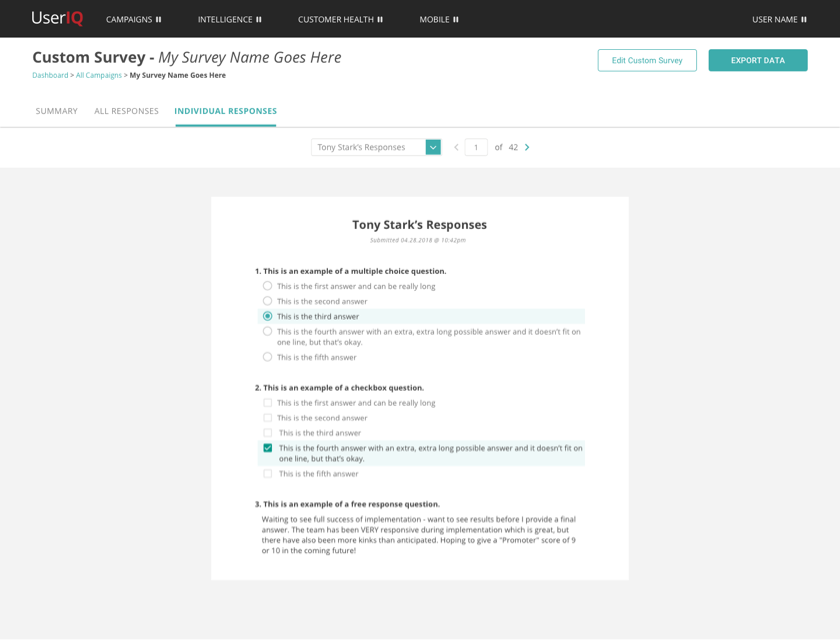 UserIQ CAMPAIGNS INTELLIGENCE CUSTOMER HEALTH MOBILE USER NAME
Custom Survey - My Survey Name Goes Here
Edit Custom Survey EXPORT DATA
Dashboard > All Campaigns > My Survey Name Goes Here
SUMMARY ALL RESPONSES INDIVIDUAL RESPONSES
Tony Stark's Responses < 1 of 42 >
Tony Stark's Responses
Submitted 04.28.2018 @ 10:42pm
1. This is an example of a multiple choice question.
This is the first answer and can be really long
This is the second answer
This is the third answer
This is the fourth answer with an extra, extra long possible answer and it doesn't fit on
one line, but that's okay.
This is the fifth answer
2. This is an example of a checkbox question.
This is the first answer and can be really long
This is the second answer
This is the third answer
This is the fourth answer with an extra, extra long possible answer and it doesn't fit on
one line, but that's okay.
This is the fifth answer
3. This is an example of a free response question.
Waiting to see full success of implementation - want to see results before I provide a final
answer. The team has been VERY responsive during implementation which is great, but
there have also been more kinks than anticipated. Hoping to give a "Promoter" score of 9
or 10 in the coming future!